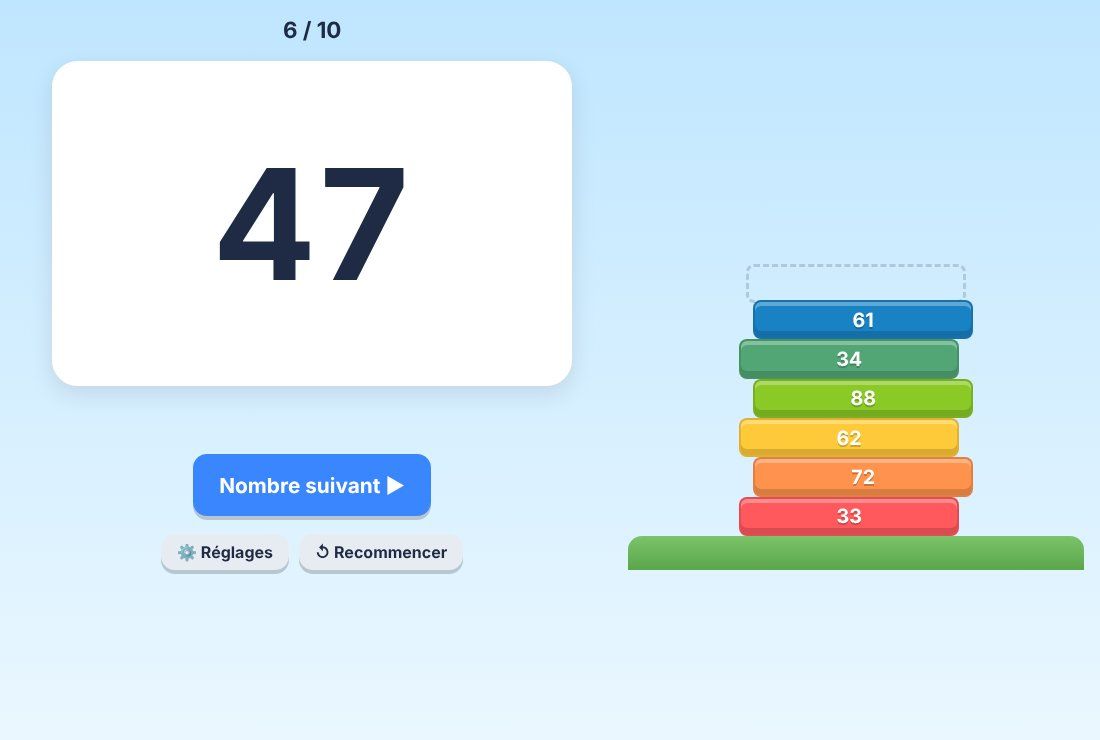 6 / 10
47
Nombre suivant ▶
⚙️ Réglages
↺ Recommencer
61
34
88
62
72
33